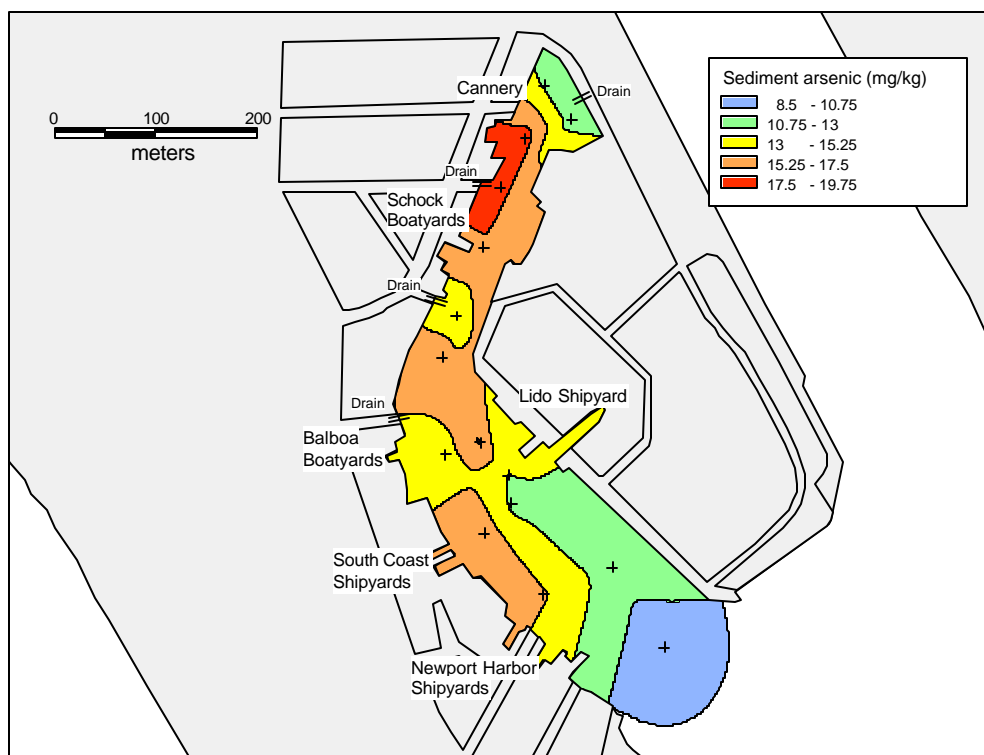 Sediment arsenic (mg/kg)
8.5 - 10.75
10.75 - 13
13 - 15.25
15.25 - 17.5
17.5 - 19.75
Cannery
Drain
0 100 200
meters
Drain
Schock
Boatyards
Drain
Lido Shipyard
Drain
Balboa
Boatyards
South Coast
Shipyards
Newport Harbor
Shipyards